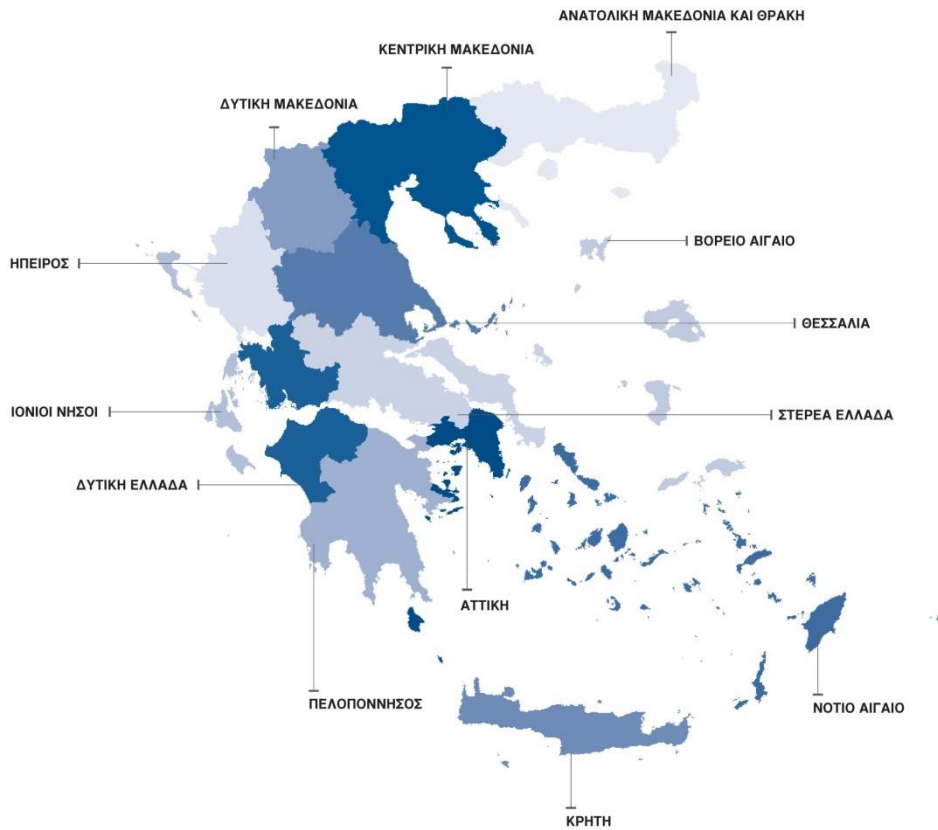 ΑΝΑΤΟΛΙΚΗ ΜΑΚΕΔΟΝΙΑ ΚΑΙ ΘΡΑΚΗ
ΚΕΝΤΡΙΚΗ ΜΑΚΕΔΟΝΙΑ
ΔΥΤΙΚΗ ΜΑΚΕΔΟΝΙΑ
ΒΟΡΕΙΟ ΑΙΓΑΙΟ
ΗΠΕΙΡΟΣ
ΘΕΣΣΑΛΙΑ
ΙΟΝΙΟΙ ΝΗΣΟΙ
ΣΤΕΡΕΑ ΕΛΛΑΔΑ
ΔΥΤΙΚΗ ΕΛΛΑΔΑ
ΑΤΤΙΚΗ
ΠΕΛΟΠΟΝΝΗΣΟΣ
ΝΟΤΙΟ ΑΙΓΑΙΟ
ΚΡΗΤΗ